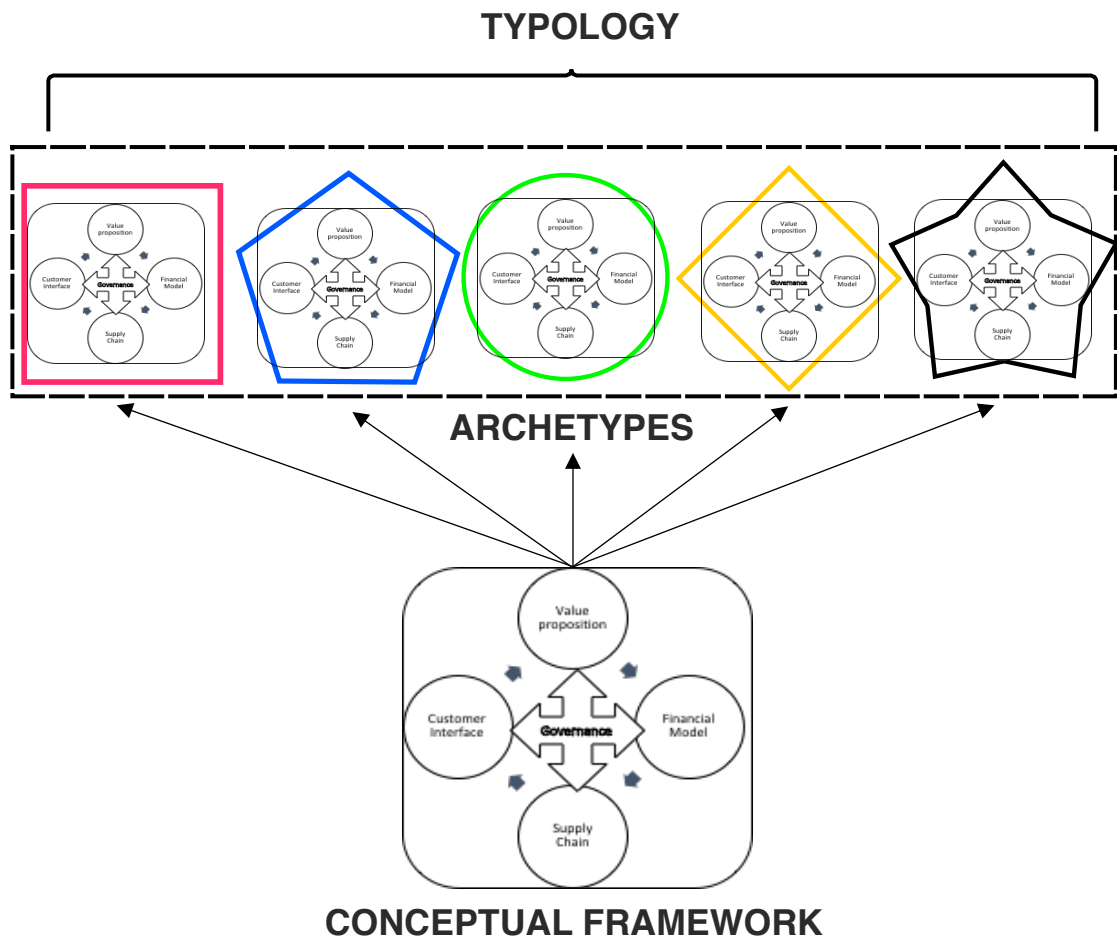 TYPOLOGY
Value
proposition
Customer
Interface
Governance
Financial
Model
Supply
Chain
Value
proposition
Customer
Interface
Governance
Financial
Model
Supply
Chain
Value
proposition
Customer
Interface
Governance
Financial
Model
Supply
Chain
Value
proposition
Customer
Interface
Governance
Financial
Model
Supply
Chain
Value
proposition
Customer
Interface
Governance
Financial
Model
Supply
Chain
ARCHETYPES
Value
proposition
Customer
Interface
Governance
Financial
Model
Supply
Chain
CONCEPTUAL FRAMEWORK